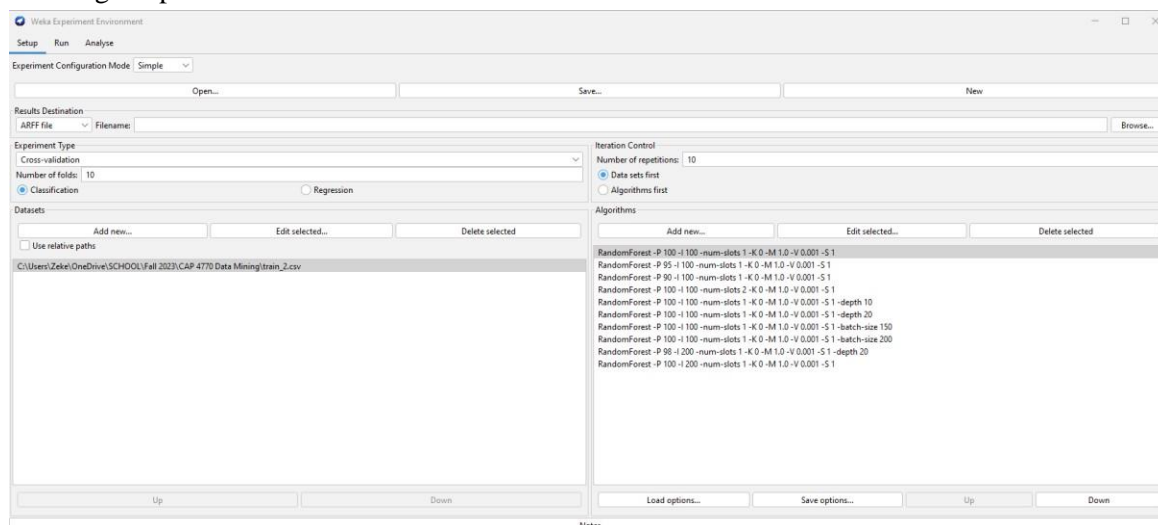 Weka Experiment Environment
Setup Run Analyse
Experiment Configuration Mode Simple
Open... Save... New
Results Destination
ARFF file Filename: Browse...
Experiment Type
Cross-validation
Number of folds: 10
Classification Regression
Iteration Control
Number of repetitions: 10
Data sets first
Algorithms first
Datasets
Add new... Edit selected... Delete selected
Use relative paths
C:\Users\Zeke\OneDrive\SCHOOL\Fall 2023\CAP 4770 Data Mining\train_2.csv
Up Down
Algorithms
Add new... Edit selected... Delete selected
RandomForest -P 100 -I 100 -num-slots 1 -K 0 -M 1.0 -V 0.001 -S 1
RandomForest -P 95 -I 100 -num-slots 1 -K 0 -M 1.0 -V 0.001 -S 1
RandomForest -P 90 -I 100 -num-slots 1 -K 0 -M 1.0 -V 0.001 -S 1
RandomForest -P 100 -I 100 -num-slots 2 -K 0 -M 1.0 -V 0.001 -S 1
RandomForest -P 100 -I 100 -num-slots 1 -K 0 -M 1.0 -V 0.001 -S 1 -depth 10
RandomForest -P 100 -I 100 -num-slots 1 -K 0 -M 1.0 -V 0.001 -S 1 -depth 20
RandomForest -P 100 -I 100 -num-slots 1 -K 0 -M 1.0 -V 0.001 -S 1 -batch-size 150
RandomForest -P 100 -I 100 -num-slots 1 -K 0 -M 1.0 -V 0.001 -S 1 -batch-size 200
RandomForest -P 98 -I 200 -num-slots 1 -K 0 -M 1.0 -V 0.001 -S 1 -depth 20
RandomForest -P 100 -I 200 -num-slots 1 -K 0 -M 1.0 -V 0.001 -S 1
Load options... Save options... Up Down